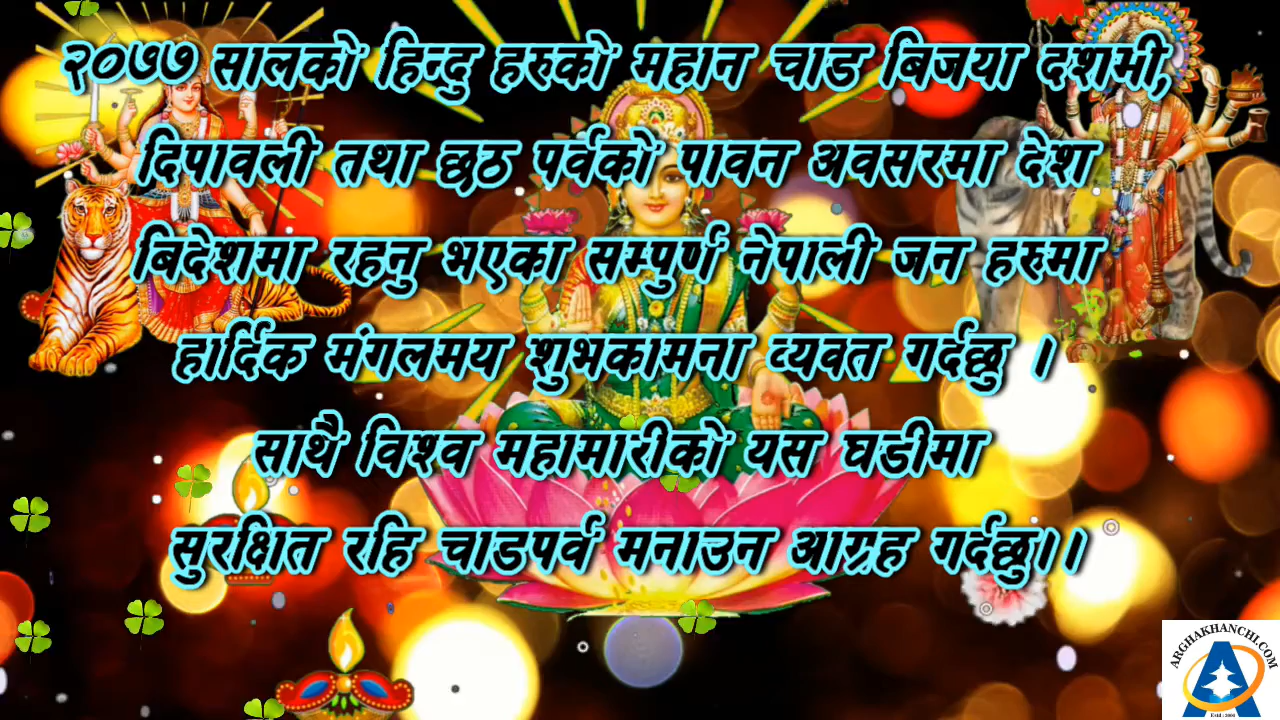 २०७७ सालको हिन्दु हरुको महान चाड बिजया दशमी,
दिपावली तथा छठ पर्वको पावन अवसरमा देश
बिदेशमा रहनु भएका सम्पुर्ण नेपाली जन हरुमा
हार्दिक मंगलमय शुभकामना व्यवत गर्दछु ।
साथै विश्व महामारीको यस घडीमा
सुरक्षित रहि चाडपर्व मनाउन आग्रह गर्दछु।।
ARGHAKHANCHI.COM